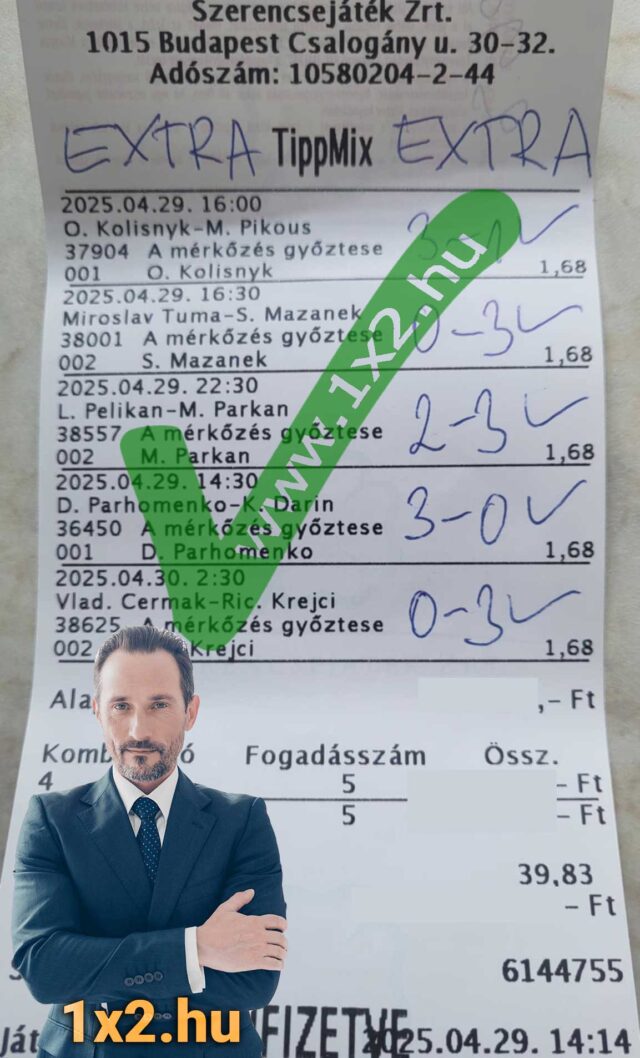 Szerencsejáték Zrt.
1015 Budapest Csalogány u. 30-32.
Adószám: 10580204-2-44
EXTRA TippMix EXTRA
2025.04.29. 16:00
O. Kolisnyk-M. Pikous
37904 A mérkőzés győztese 3-1
001 O. Kolisnyk 1,68
2025.04.29. 16:30
Miroslav Tuma-S. Mazanek
38001 A mérkőzés győztese 0-3
002 S. Mazanek 1,68
2025.04.29. 22:30
L. Pelikan-M. Parkan
38557 A mérkőzés győztese 2-3
002 M. Parkan 1,68
2025.04.29. 14:30
D. Parhomenko-K. Darin
36450 A mérkőzés győztese 3-0
001 D. Parhomenko 1,68
2025.04.30. 2:30
Vlad. Cermak-Ric. Krejci
38625 A mérkőzés győztese 0-3
002 Krejci 1,68
www.1x2.hu
,- Ft
Fogadásszám Össz.
4 5 - Ft
5 - Ft
39,83
- Ft
6144755
1x2.hu
2025.04.29. 14:14